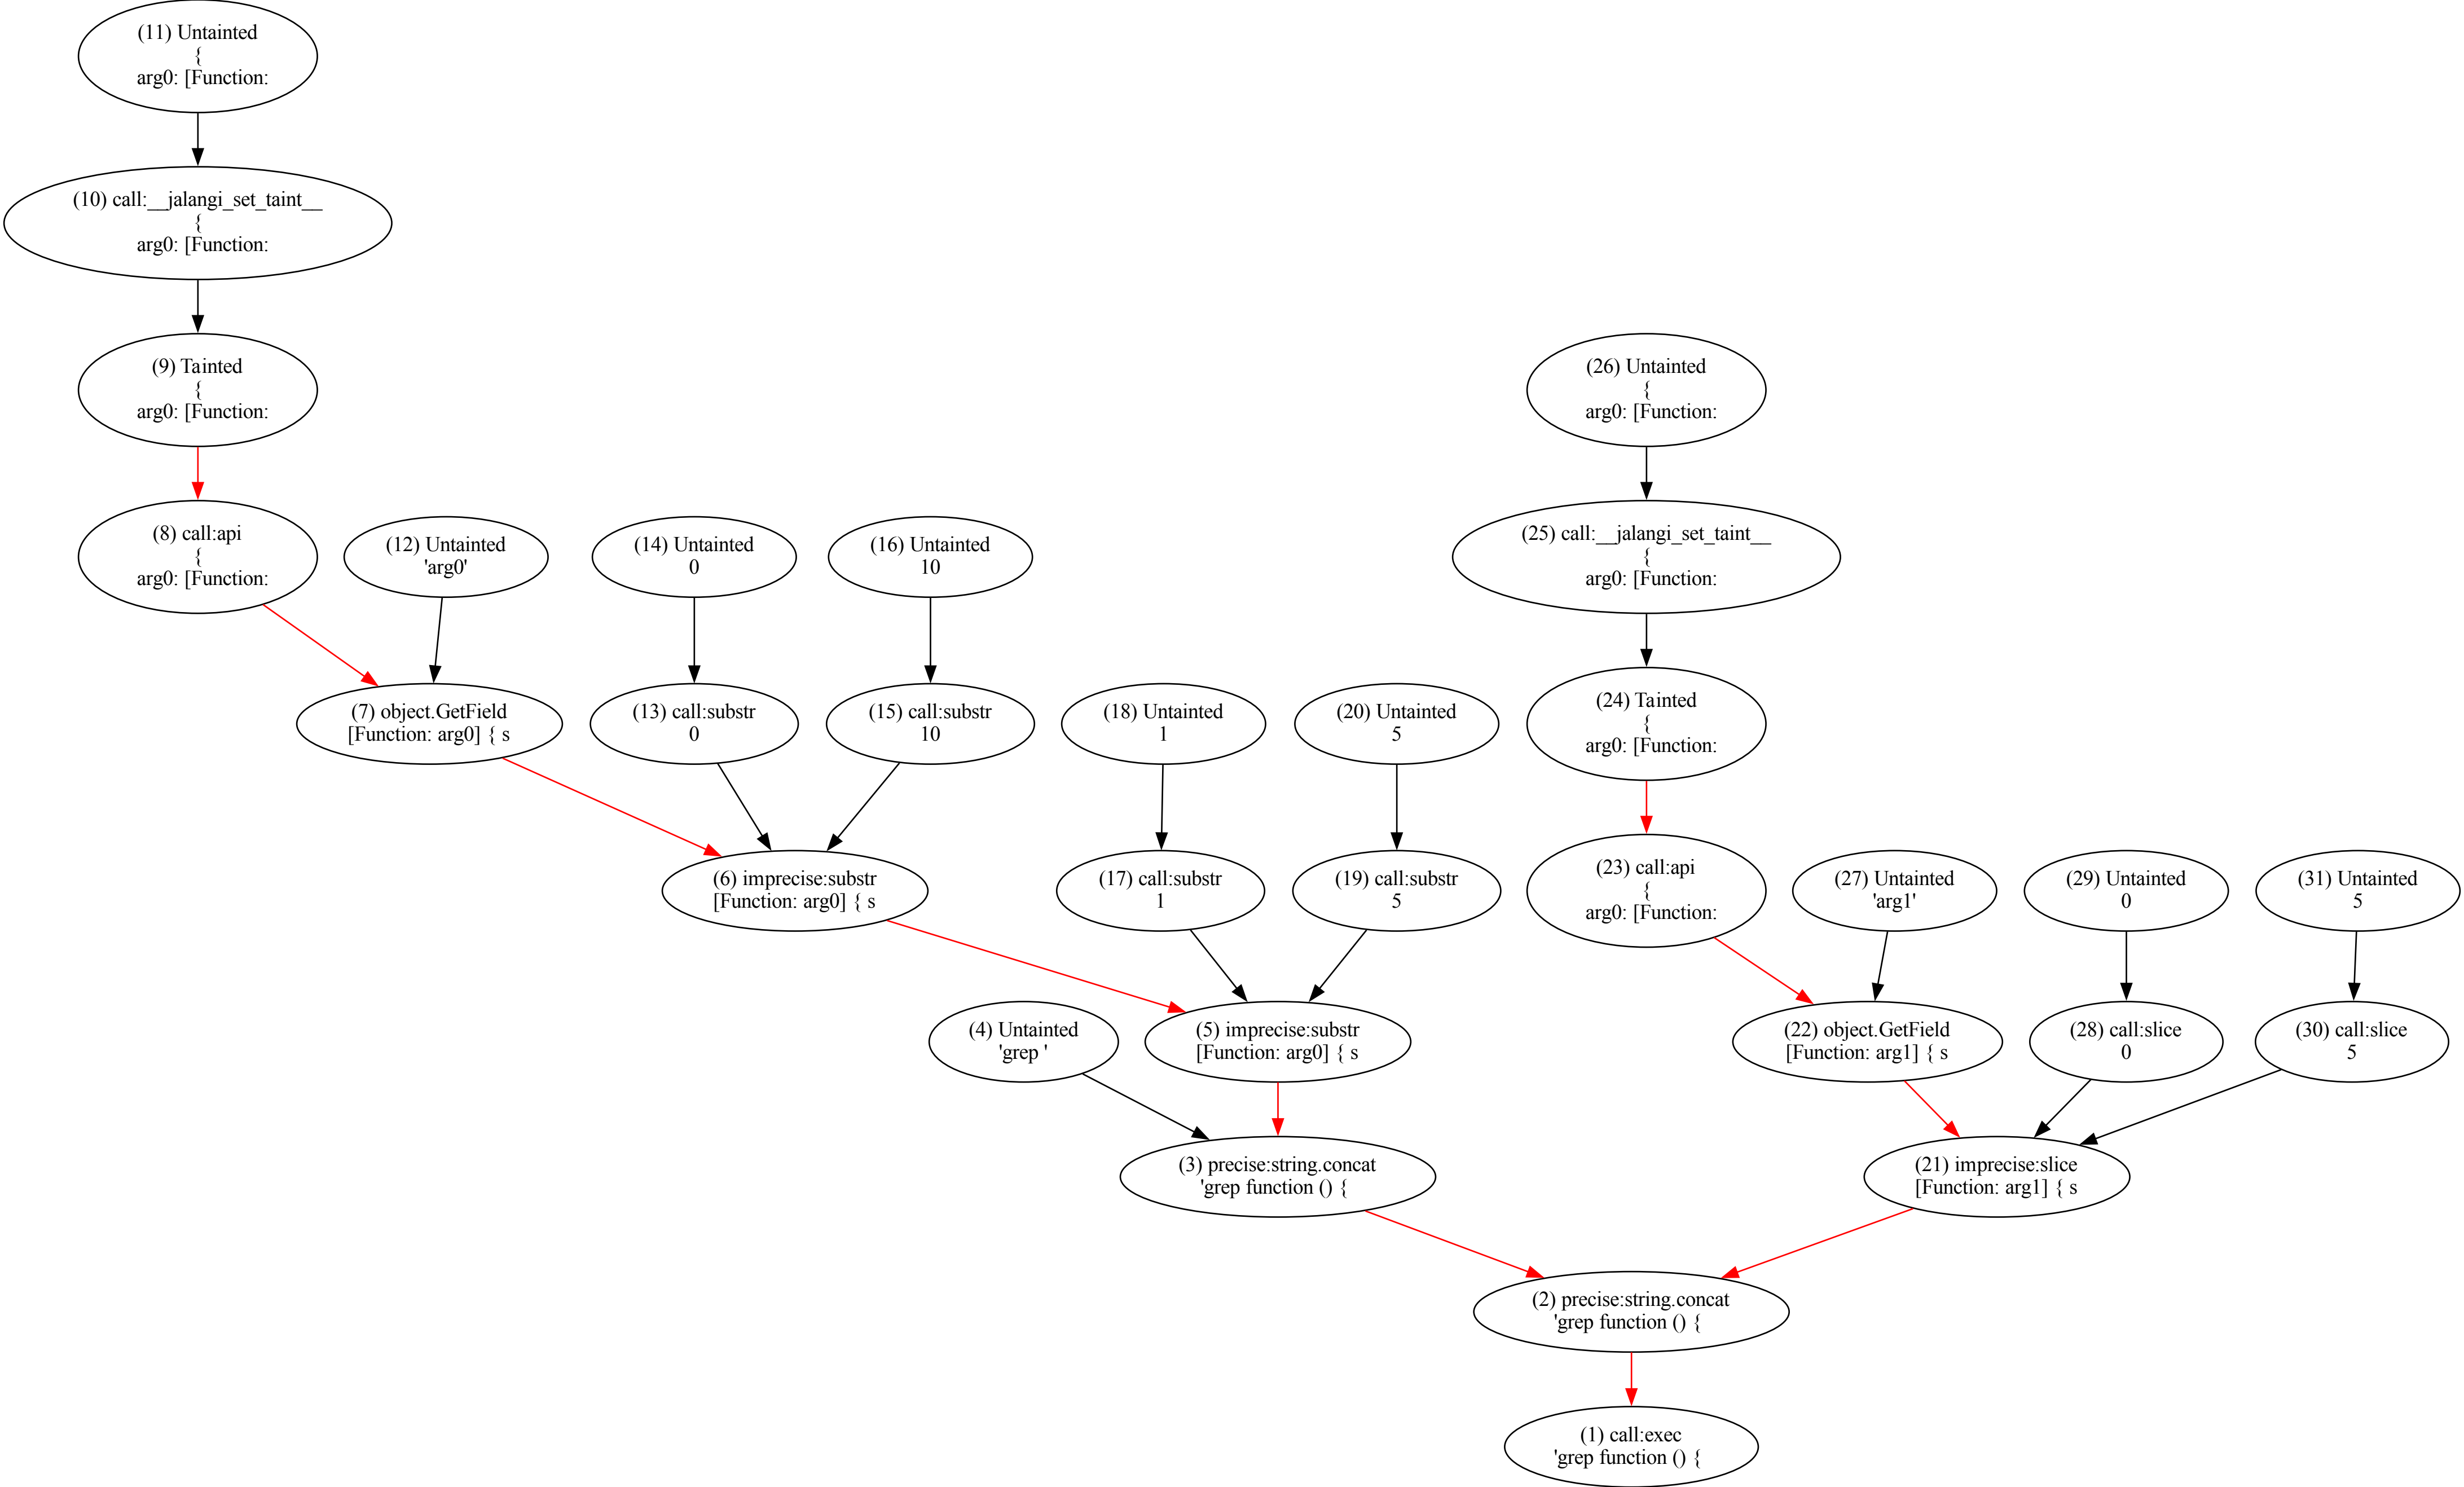 (11) Untainted
{
arg0: [Function:
(10) call:__jalangi_set_taint__
{
arg0: [Function:
(9) Tainted
{
arg0: [Function:
(26) Untainted
{
arg0: [Function:
(8) call:api
{
arg0: [Function:
(12) Untainted
'arg0'
(14) Untainted
0
(16) Untainted
10
(25) call:__jalangi_set_taint__
{
arg0: [Function:
(7) object.GetField
[Function: arg0] { s
(13) call:substr
0
(15) call:substr
10
(18) Untainted
1
(20) Untainted
5
(24) Tainted
{
arg0: [Function:
(6) imprecise:substr
[Function: arg0] { s
(17) call:substr
1
(19) call:substr
5
(23) call:api
{
arg0: [Function:
(27) Untainted
'arg1'
(29) Untainted
0
(31) Untainted
5
(4) Untainted
'grep '
(5) imprecise:substr
[Function: arg0] { s
(22) object.GetField
[Function: arg1] { s
(28) call:slice
0
(30) call:slice
5
(3) precise:string.concat
'grep function () {
(21) imprecise:slice
[Function: arg1] { s
(2) precise:string.concat
'grep function () {
(1) call:exec
'grep function () {